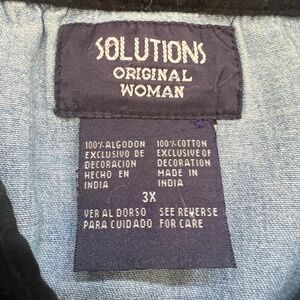 SOLUTIONS
ORIGINAL
WOMAN
100% ALGODON
EXCLUSIVO DE
DECORACION
HECHO EN
INDIA
100% COTTON
EXCLUSIVE OF
DECORATION
MADE IN
INDIA
3X
VER AL DORSO
PARA CUIDADO
SEE REVERSE
FOR CARE